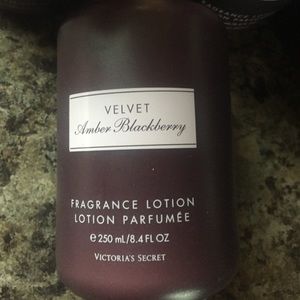 VELVET
Amber Blackberry
FRAGRANCE LOTION
LOTION PARFUMÉE
℮ 250 mL/8.4 FL OZ
VICTORIA'S SECRET